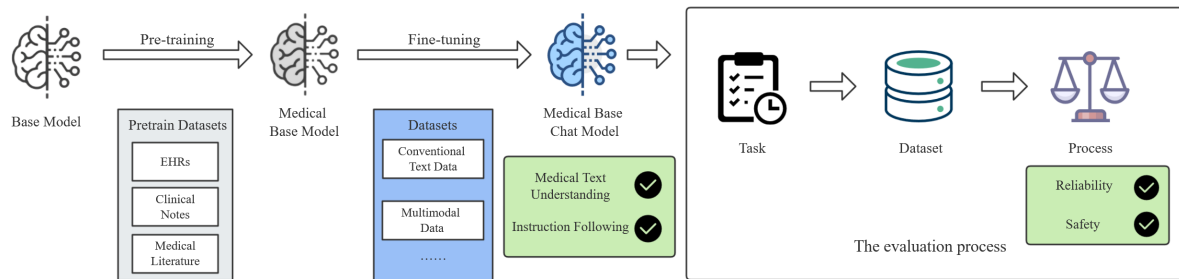 Pre-training
Base Model
Pretrain Datasets
EHRs
Clinical
Notes
Medical
Literature
Fine-tuning
Medical
Base Model
Datasets
Conventional
Text Data
Multimodal
Data
......
Medical Base
Chat Model
Medical Text
Understanding
Instruction Following
Task
Dataset
Process
Reliability
Safety
The evaluation process